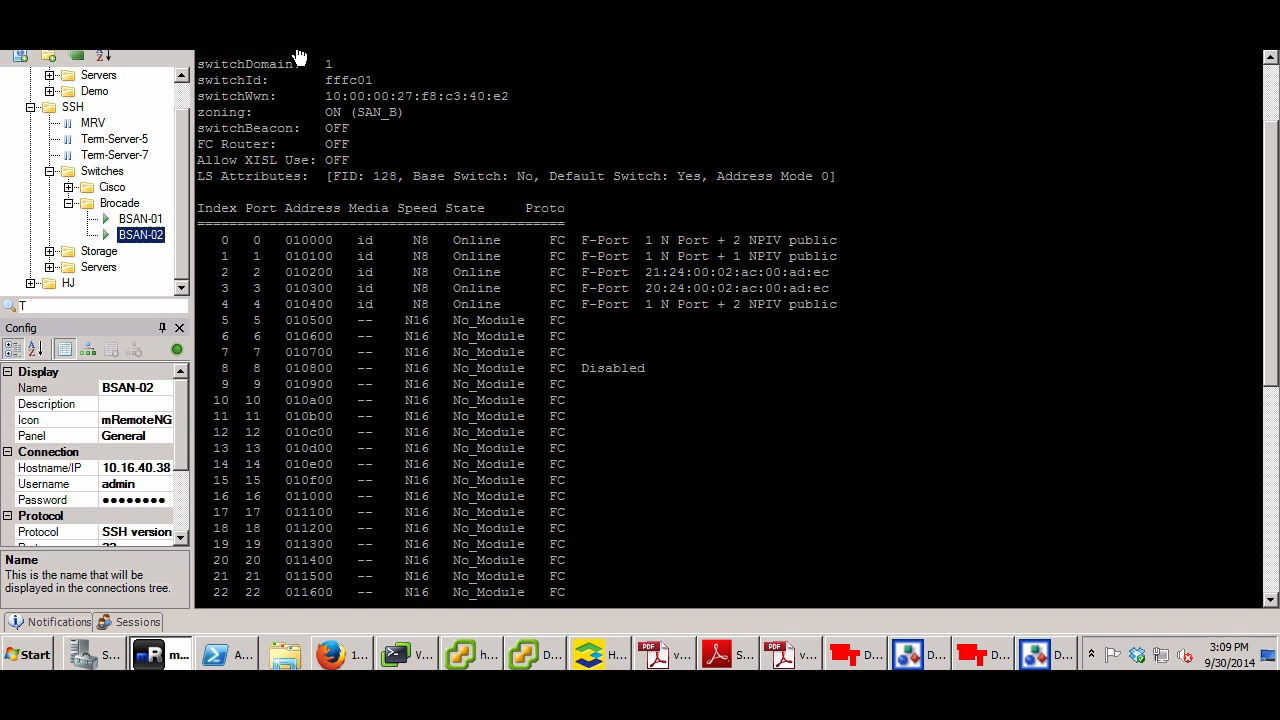 Servers
Demo
SSH
MRV
Term-Server-5
Term-Server-7
Switches
Cisco
Brocade
BSAN-01
BSAN-02
Storage
Servers
HJ
T
Config
Display
Name BSAN-02
Description
Icon mRemoteNG
Panel General
Connection
Hostname/IP 10.16.40.38
Username admin
Password ●●●●●●●●
Protocol
Protocol SSH version
Name
This is the name that will be
displayed in the connections tree.
switchDomain: 1
switchId: fffc01
switchWwn: 10:00:00:27:f8:c3:40:e2
zoning: ON (SAN_B)
switchBeacon: OFF
FC Router: OFF
Allow XISL Use: OFF
LS Attributes: [FID: 128, Base Switch: No, Default Switch: Yes, Address Mode 0]
Index Port Address Media Speed State Proto
==============================================
0 0 010000 id N8 Online FC F-Port 1 N Port + 2 NPIV public
1 1 010100 id N8 Online FC F-Port 1 N Port + 1 NPIV public
2 2 010200 id N8 Online FC F-Port 21:24:00:02:ac:00:ad:ec
3 3 010300 id N8 Online FC F-Port 20:24:00:02:ac:00:ad:ec
4 4 010400 id N8 Online FC F-Port 1 N Port + 2 NPIV public
5 5 010500 -- N16 No_Module FC
6 6 010600 -- N16 No_Module FC
7 7 010700 -- N16 No_Module FC
8 8 010800 -- N16 No_Module FC Disabled
9 9 010900 -- N16 No_Module FC
10 10 010a00 -- N16 No_Module FC
11 11 010b00 -- N16 No_Module FC
12 12 010c00 -- N16 No_Module FC
13 13 010d00 -- N16 No_Module FC
14 14 010e00 -- N16 No_Module FC
15 15 010f00 -- N16 No_Module FC
16 16 011000 -- N16 No_Module FC
17 17 011100 -- N16 No_Module FC
18 18 011200 -- N16 No_Module FC
19 19 011300 -- N16 No_Module FC
20 20 011400 -- N16 No_Module FC
21 21 011500 -- N16 No_Module FC
22 22 011600 -- N16 No_Module FC
Notifications Sessions
Start S... mR m... A... 1... V... h... D... H... PDF v... S... PDF v... D... D... D... D... 3:09 PM
9/30/2014